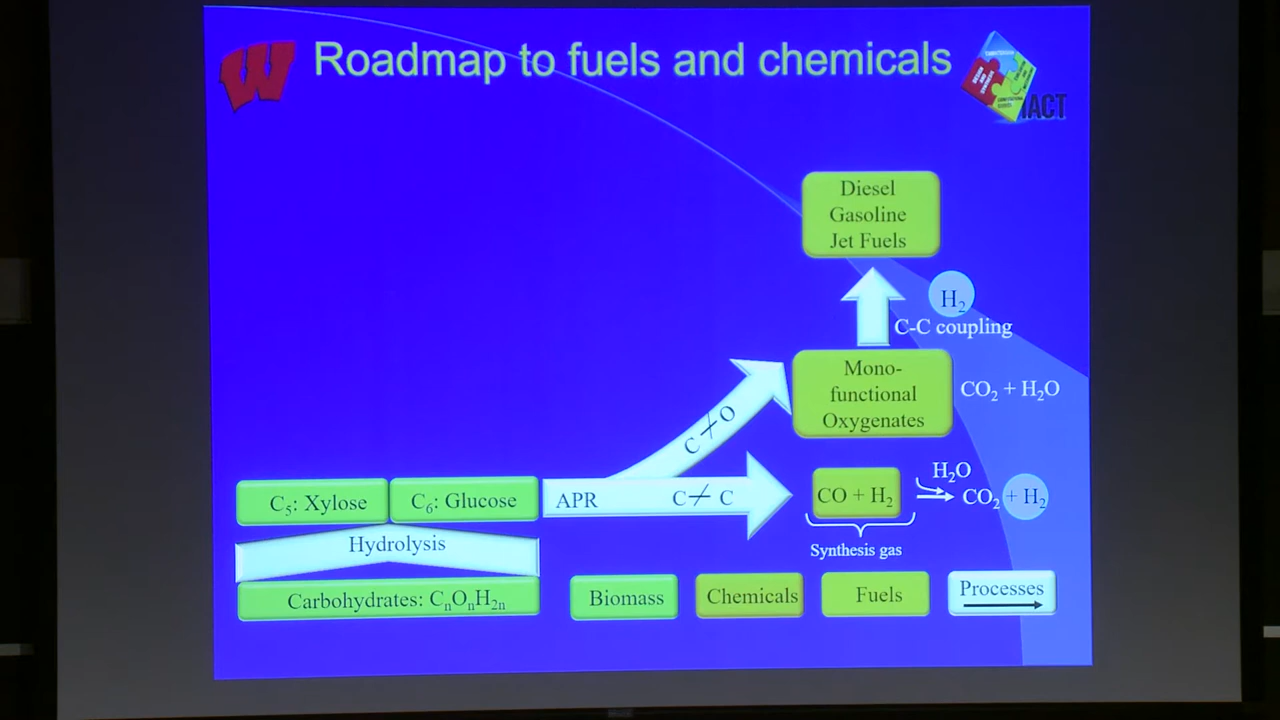 W
Roadmap to fuels and chemicals
IACT
Diesel
Gasoline
Jet Fuels
H₂
C-C coupling
Mono-
functional
Oxygenates
CO₂ + H₂O
C≠O
C₅: Xylose
C₆: Glucose
APR
C≠C
CO + H₂
H₂O
CO₂ + H₂
Synthesis gas
Hydrolysis
Carbohydrates: CₙOₙH₂ₙ
Biomass
Chemicals
Fuels
Processes